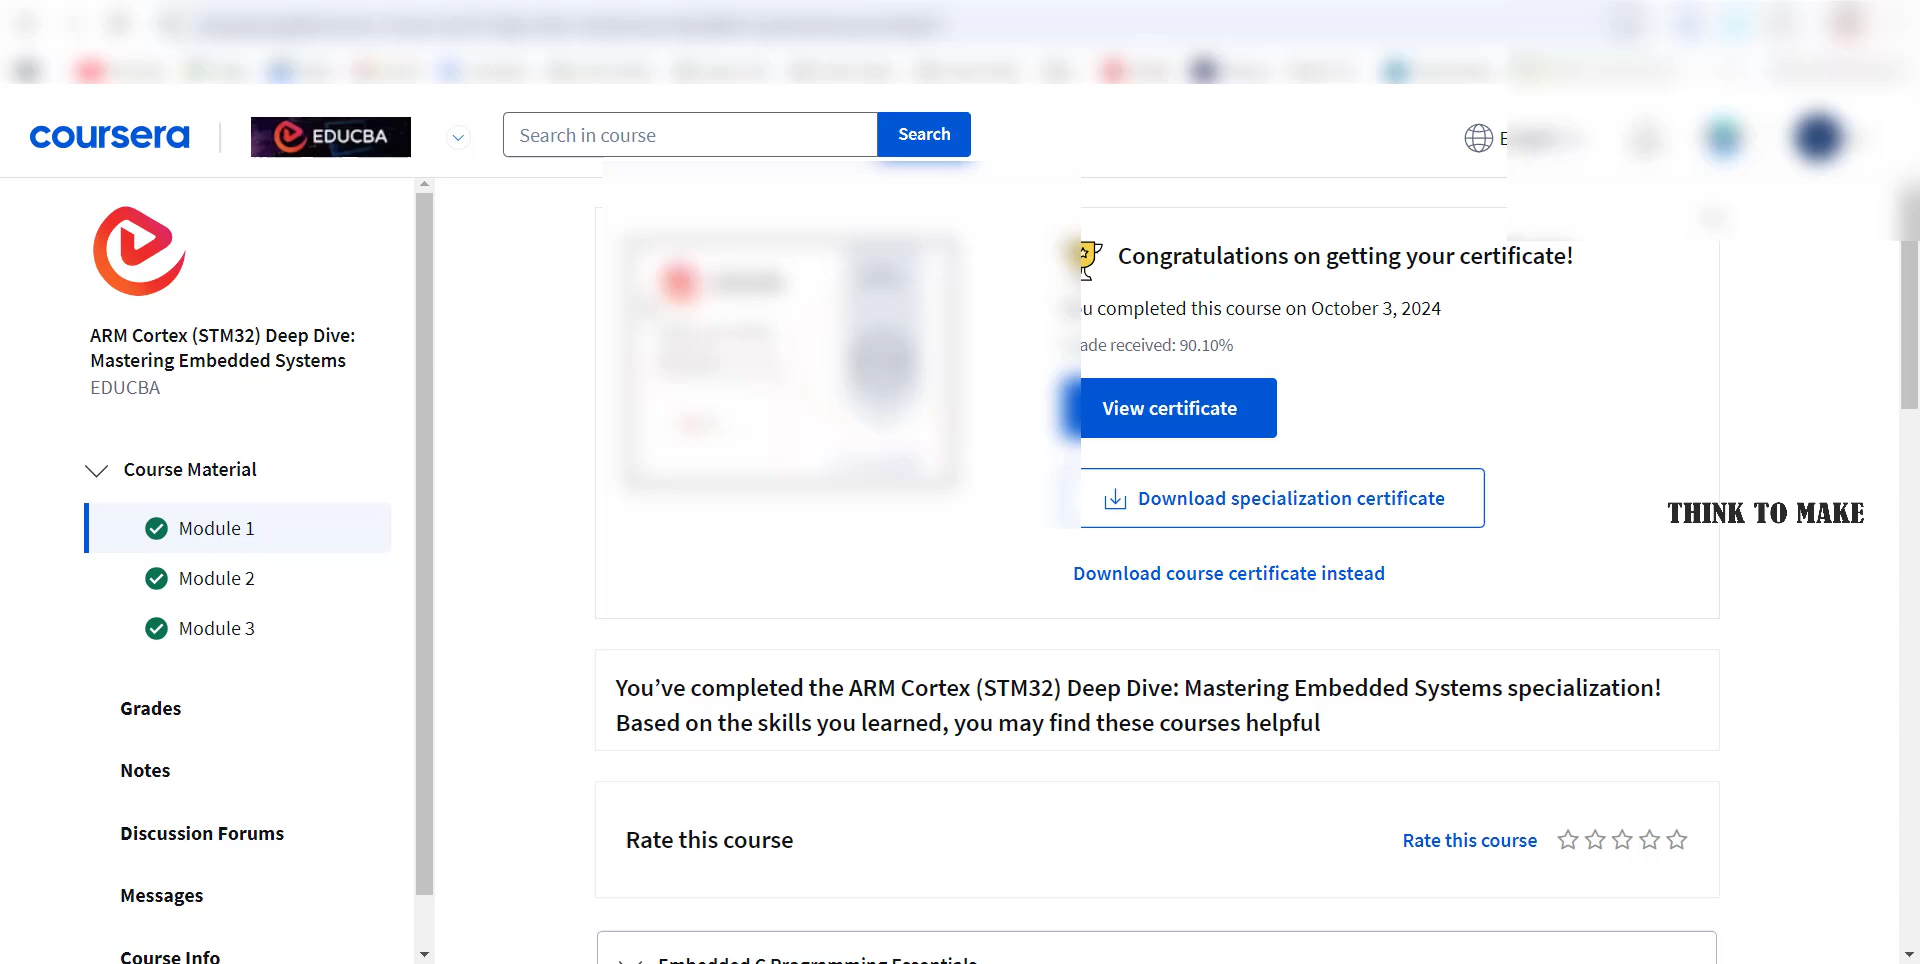 coursera
EDUCBA
Search in course
Search
ARM Cortex (STM32) Deep Dive:
Mastering Embedded Systems
EDUCBA
Course Material
Module 1
Module 2
Module 3
Grades
Notes
Discussion Forums
Messages
Course Info
Congratulations on getting your certificate!
completed this course on October 3, 2024
received: 90.10%
View certificate
Download specialization certificate
Download course certificate instead
THINK TO MAKE
You’ve completed the ARM Cortex (STM32) Deep Dive: Mastering Embedded Systems specialization!
Based on the skills you learned, you may find these courses helpful
Rate this course
Rate this course
Embedded C Programming Essentials